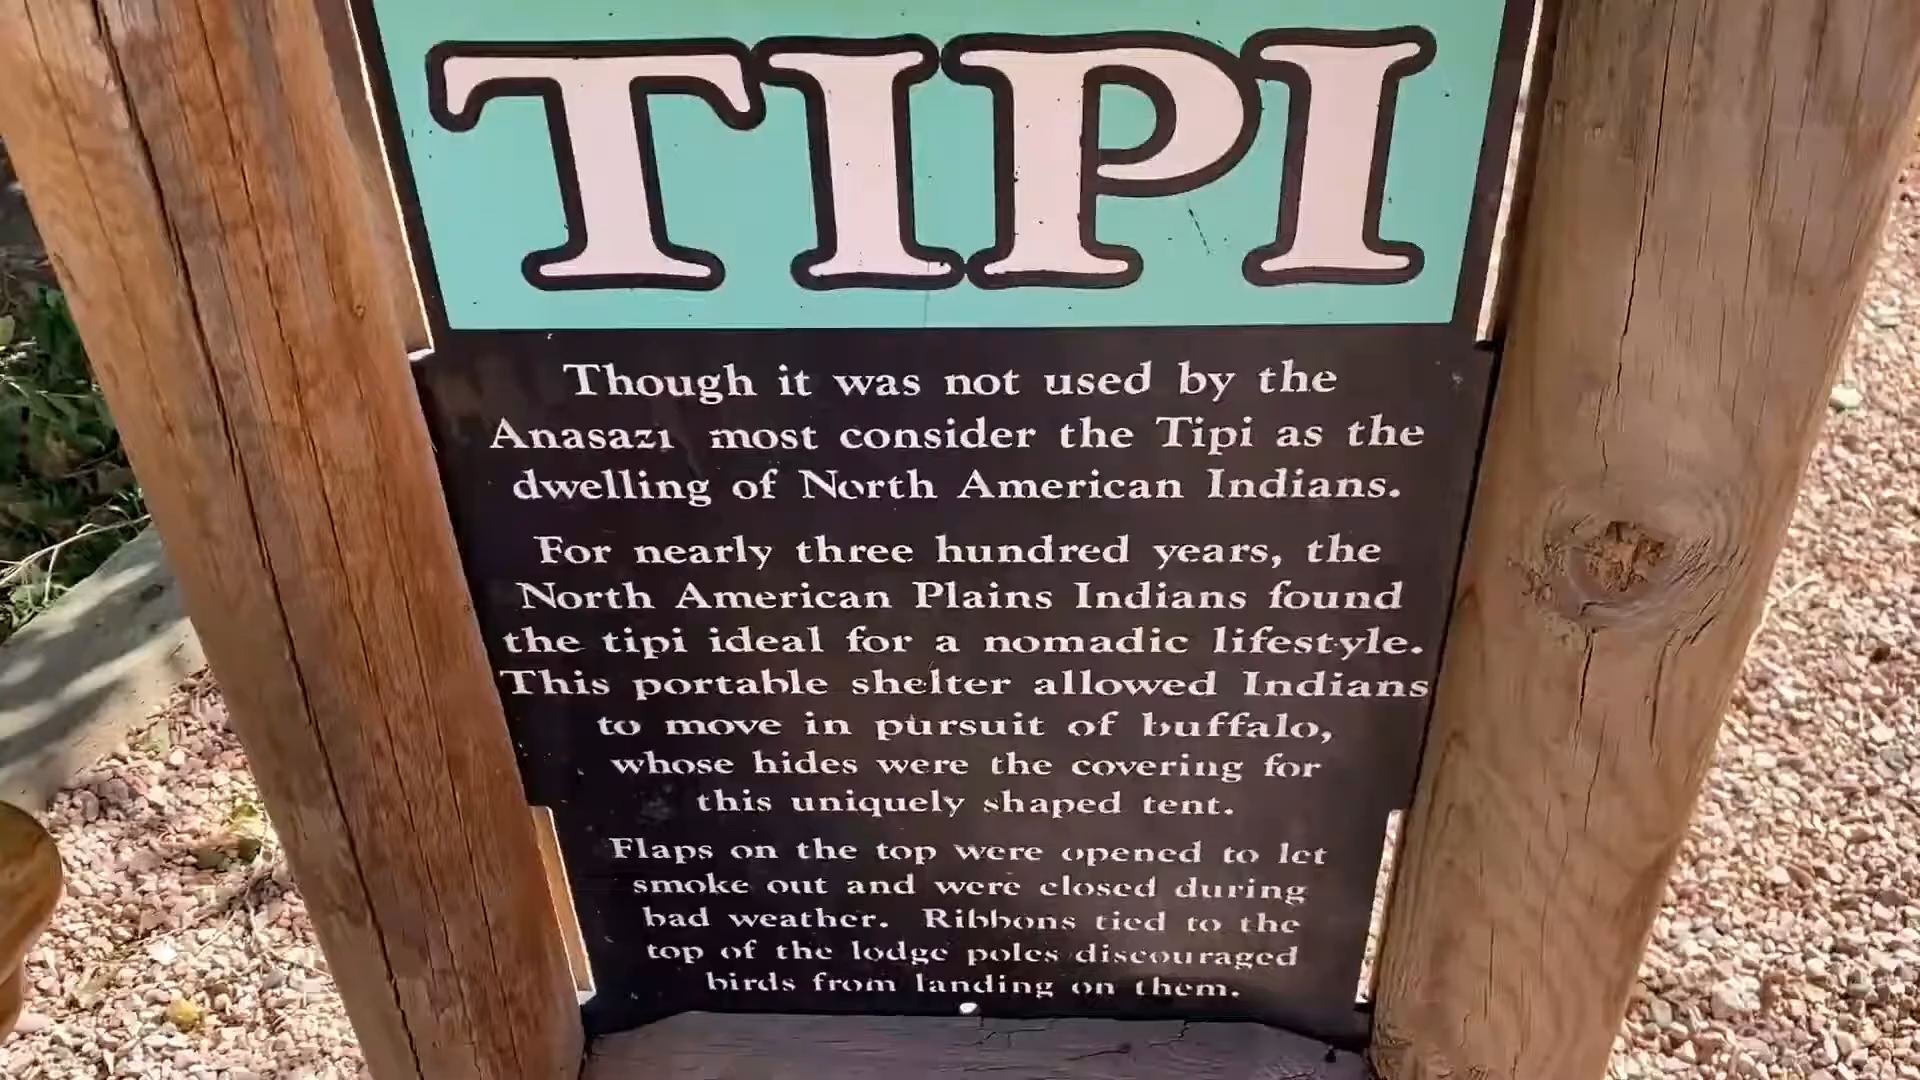 TIPI
Though it was not used by the
Anasazi most consider the Tipi as the
dwelling of North American Indians.
For nearly three hundred years, the
North American Plains Indians found
the tipi ideal for a nomadic lifestyle.
This portable shelter allowed Indians
to move in pursuit of buffalo,
whose hides were the covering for
this uniquely shaped tent.
Flaps on the top were opened to let
smoke out and were closed during
bad weather. Ribbons tied to the
top of the lodge poles discouraged
birds from landing on them.